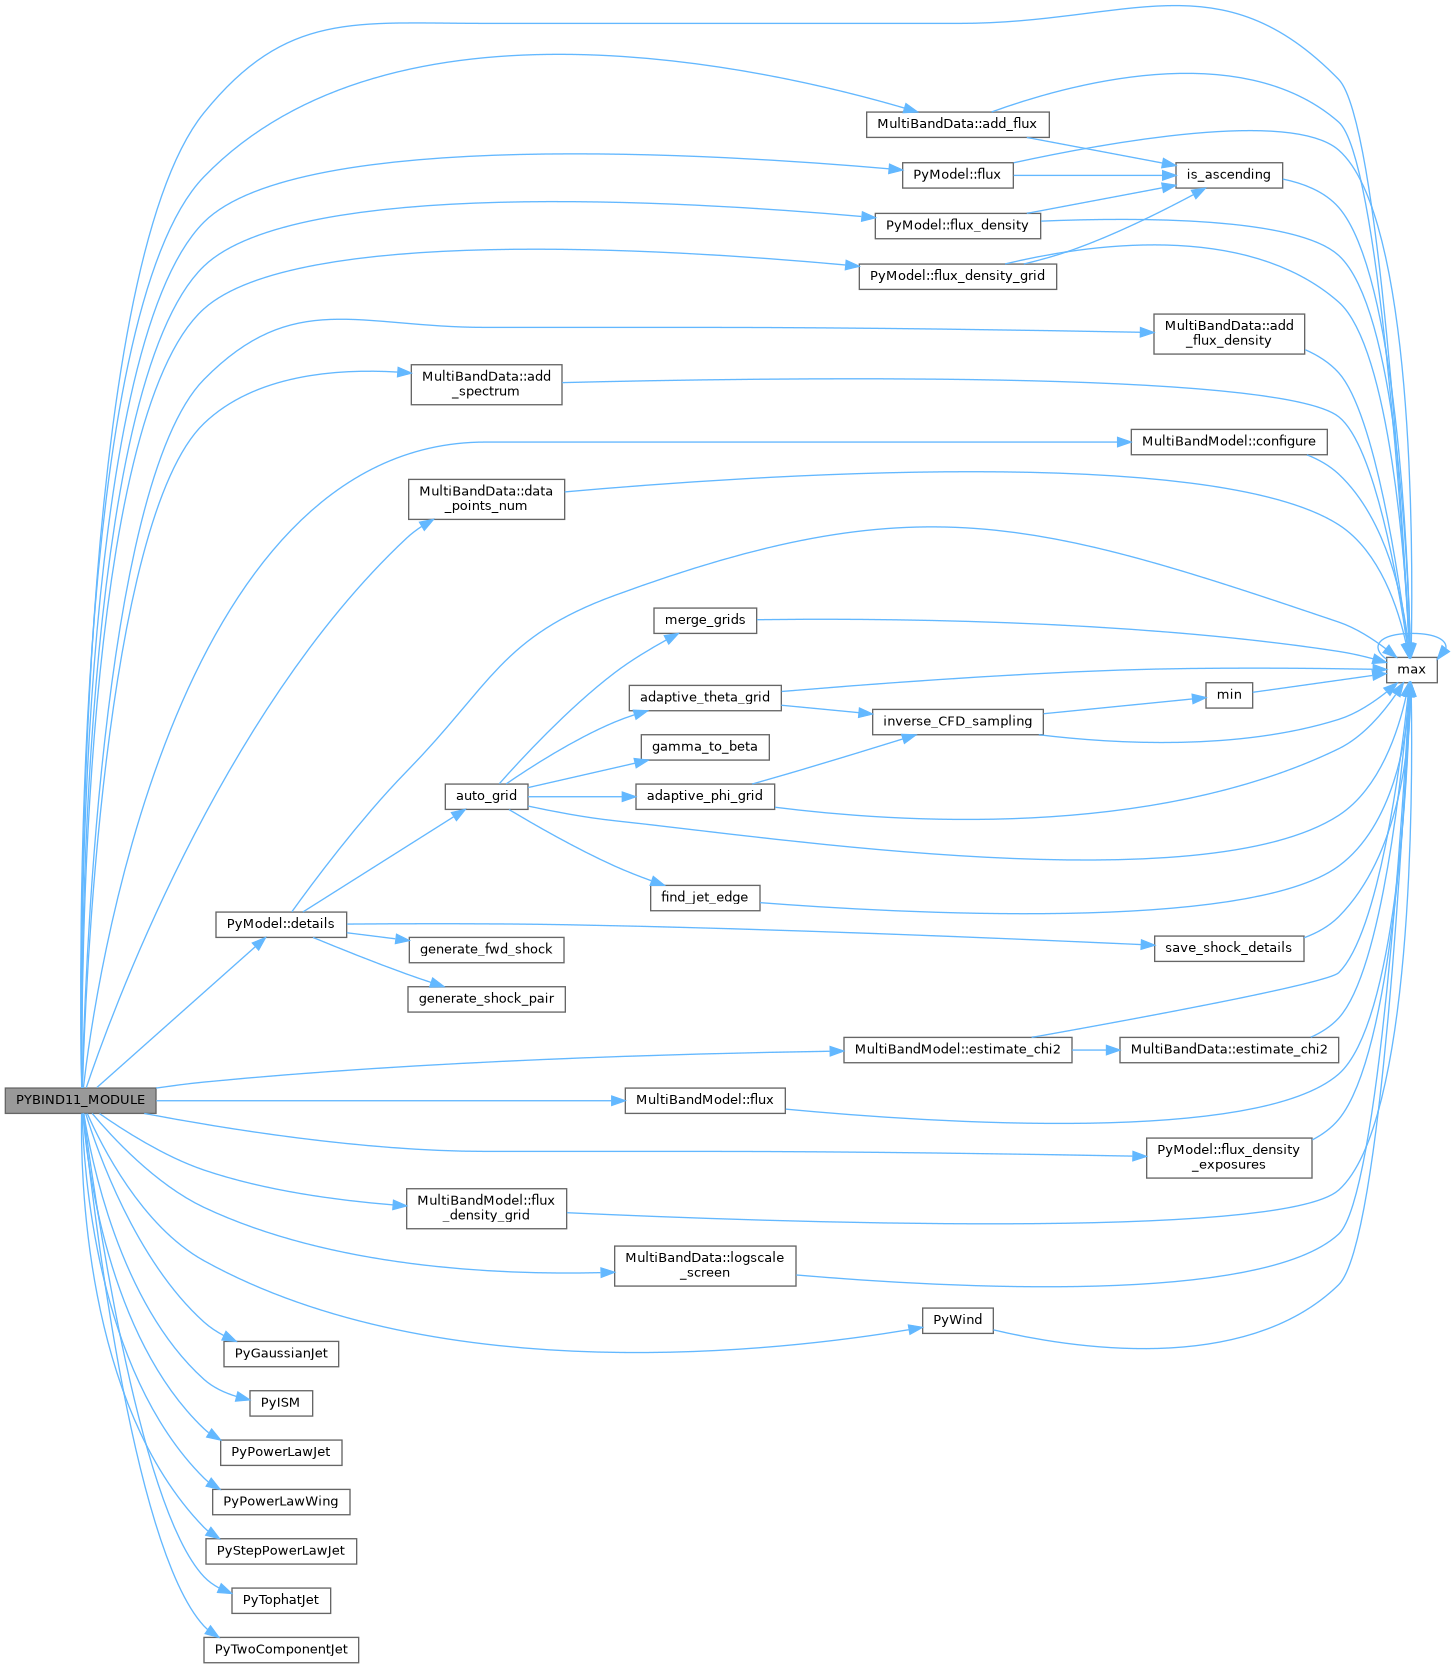 MultiBandData::add_flux
PyModel::flux
is_ascending
PyModel::flux_density
PyModel::flux_density_grid
MultiBandData::add
_flux_density
MultiBandData::add
_spectrum
MultiBandModel::configure
MultiBandData::data
_points_num
merge_grids
max
adaptive_theta_grid
min
inverse_CFD_sampling
gamma_to_beta
auto_grid
adaptive_phi_grid
find_jet_edge
PyModel::details
generate_fwd_shock
save_shock_details
generate_shock_pair
MultiBandModel::estimate_chi2
MultiBandData::estimate_chi2
PYBIND11_MODULE
MultiBandModel::flux
PyModel::flux_density
_exposures
MultiBandModel::flux
_density_grid
MultiBandData::logscale
_screen
PyWind
PyGaussianJet
PyISM
PyPowerLawJet
PyPowerLawWing
PyStepPowerLawJet
PyTophatJet
PyTwoComponentJet